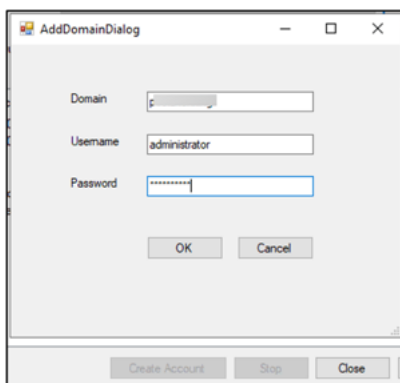 AddDomainDialog
Domain
Username administrator
Password **********
OK Cancel
Create Account Stop Close